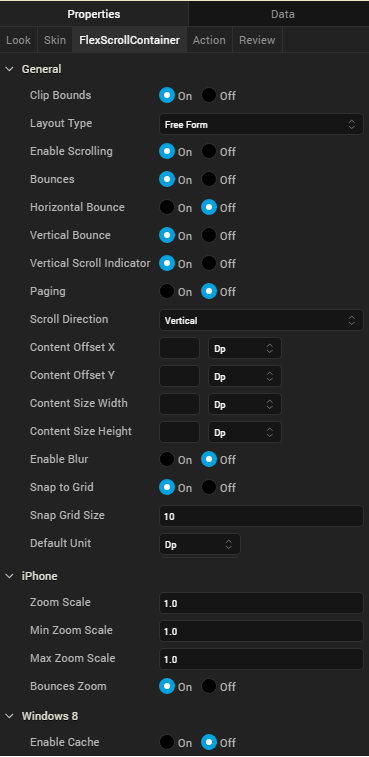 Properties Data
Look Skin FlexScrollContainer Action Review
General
Clip Bounds On Off
Layout Type Free Form
Enable Scrolling On Off
Bounces On Off
Horizontal Bounce On Off
Vertical Bounce On Off
Vertical Scroll Indicator On Off
Paging On Off
Scroll Direction Vertical
Content Offset X Dp
Content Offset Y Dp
Content Size Width Dp
Content Size Height Dp
Enable Blur On Off
Snap to Grid On Off
Snap Grid Size 10
Default Unit Dp
iPhone
Zoom Scale 1.0
Min Zoom Scale 1.0
Max Zoom Scale 1.0
Bounces Zoom On Off
Windows 8
Enable Cache On Off